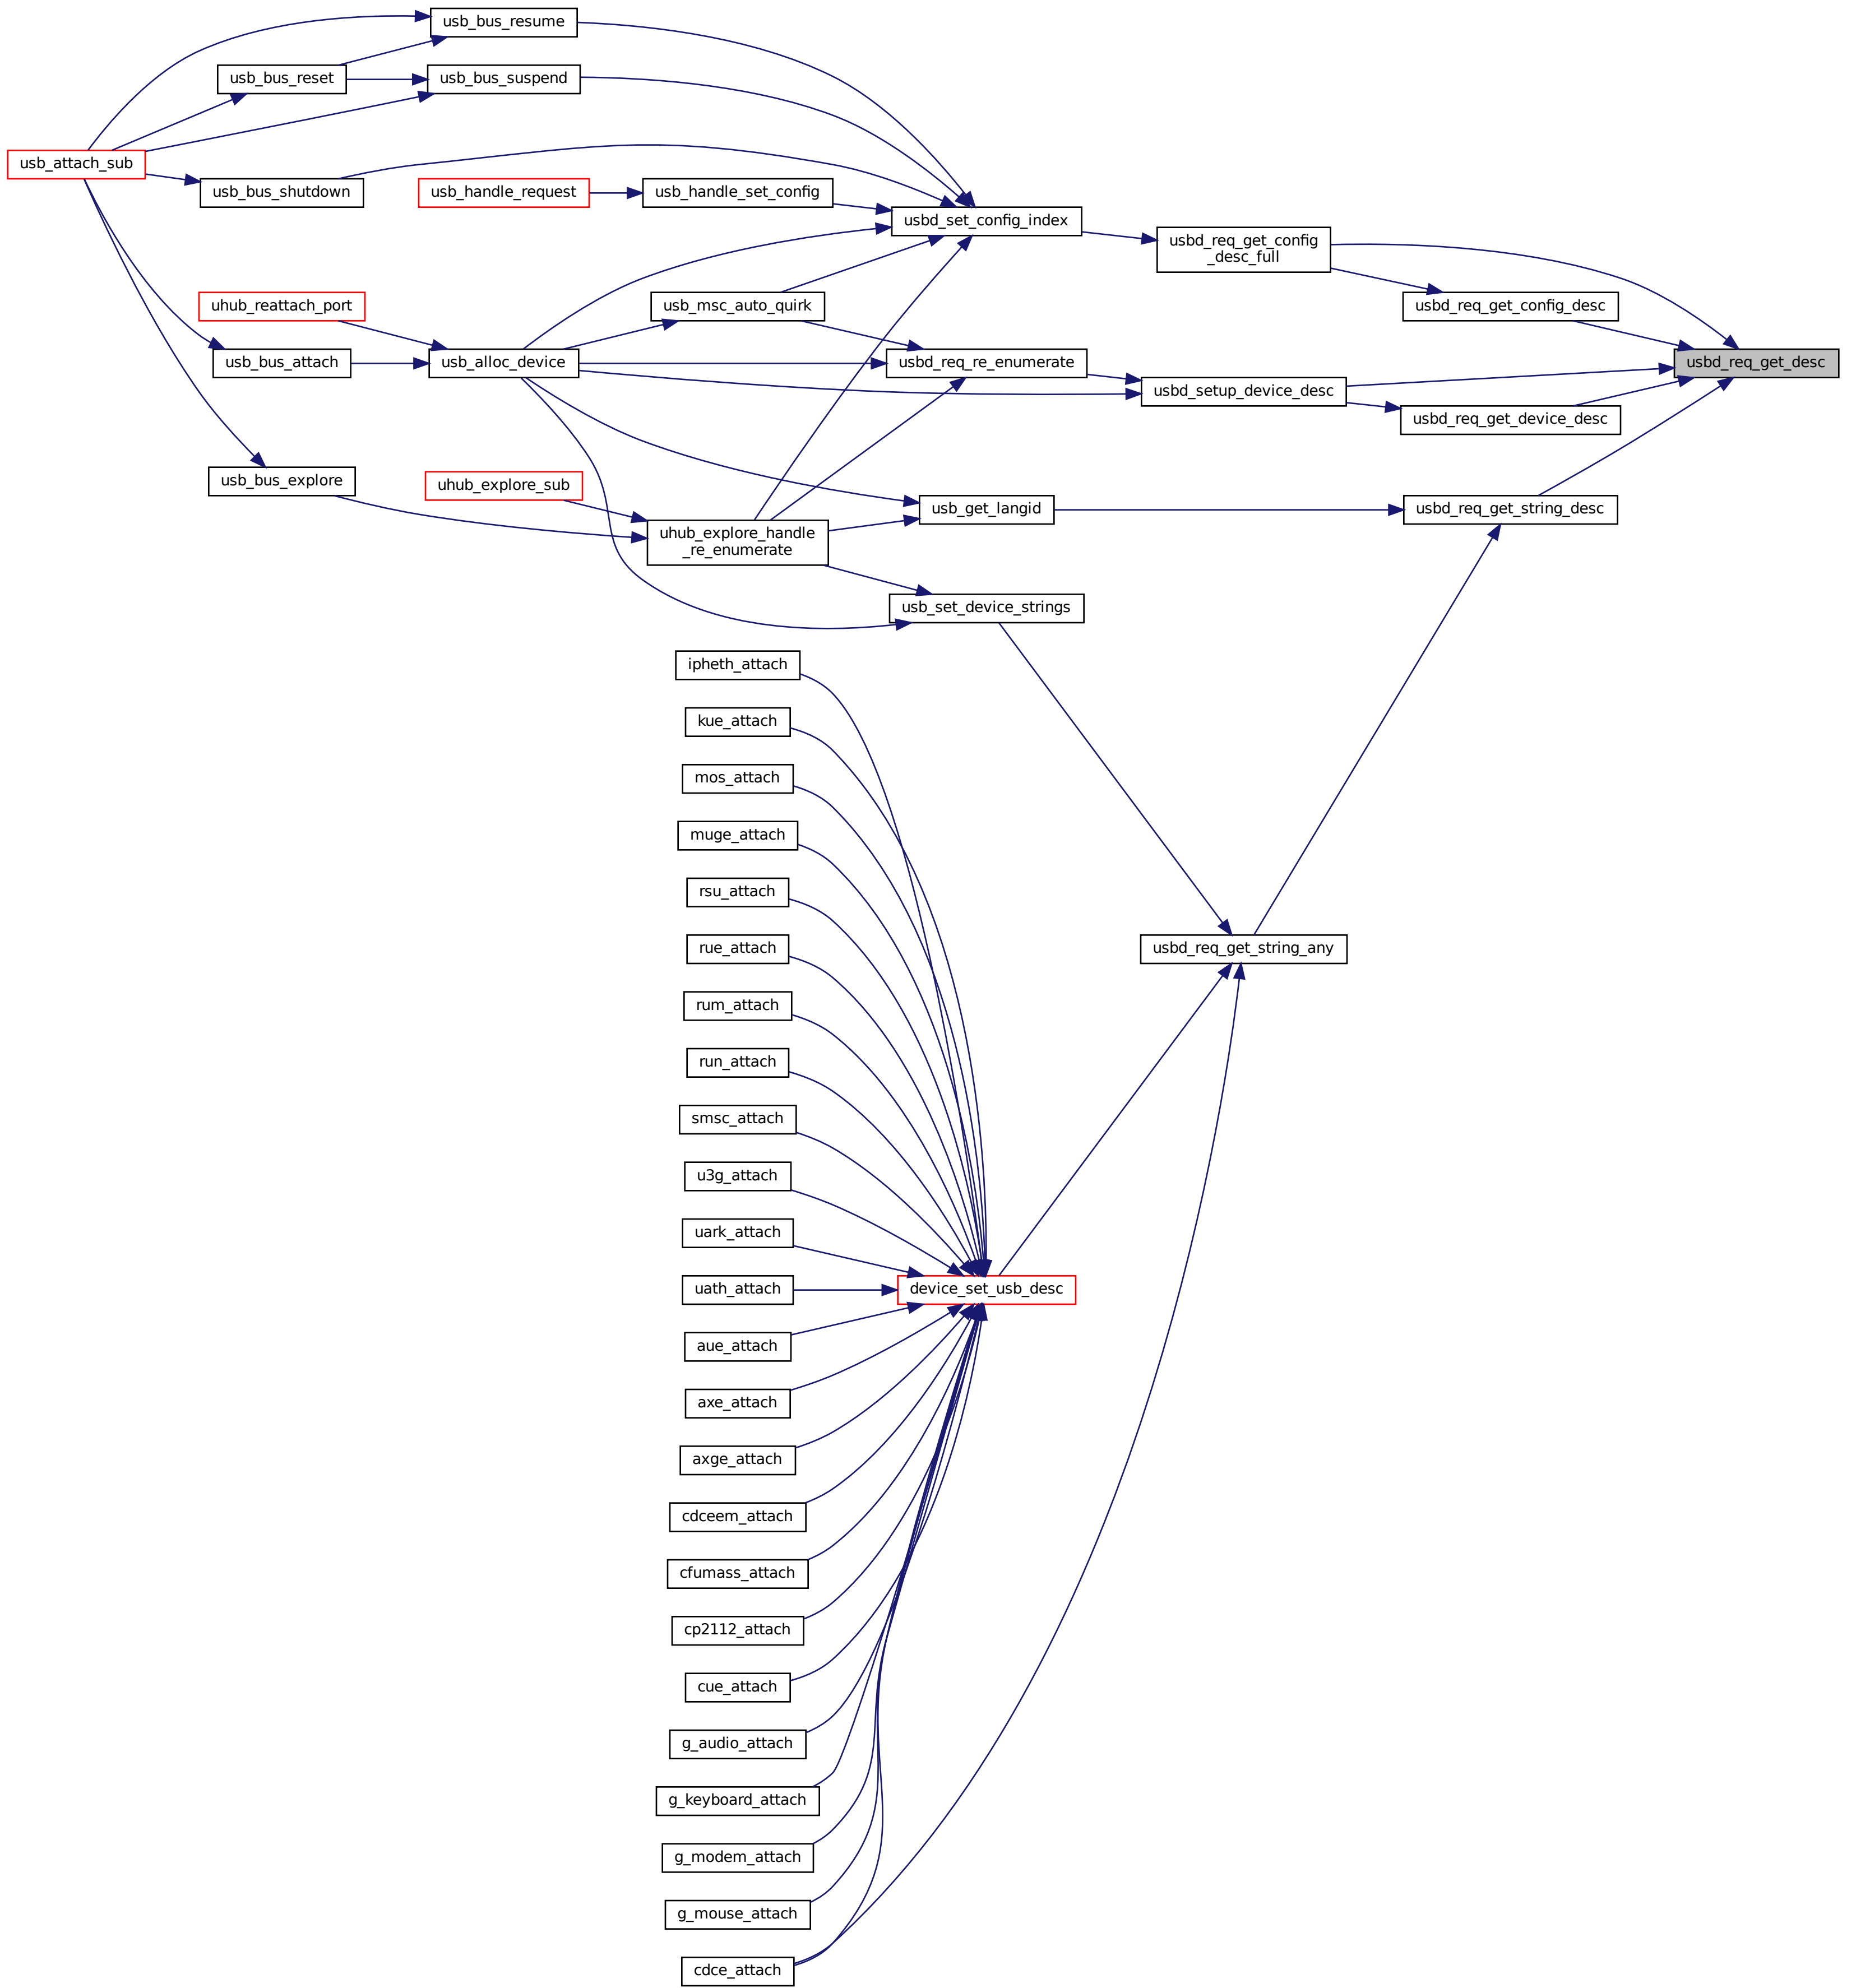 usb_bus_resume
usb_bus_reset
usb_bus_suspend
usb_attach_sub
usb_bus_shutdown
usb_handle_request
usb_handle_set_config
usbd_set_config_index
usbd_req_get_config
_desc_full
uhub_reattach_port
usb_msc_auto_quirk
usbd_req_get_config_desc
usb_bus_attach
usb_alloc_device
usbd_req_re_enumerate
usbd_req_get_desc
usbd_setup_device_desc
usbd_req_get_device_desc
usb_bus_explore
uhub_explore_sub
usb_get_langid
usbd_req_get_string_desc
uhub_explore_handle
_re_enumerate
usb_set_device_strings
ipheth_attach
kue_attach
mos_attach
muge_attach
rsu_attach
rue_attach
usbd_req_get_string_any
rum_attach
run_attach
smsc_attach
u3g_attach
uark_attach
uath_attach
device_set_usb_desc
aue_attach
axe_attach
axge_attach
cdceem_attach
cfumass_attach
cp2112_attach
cue_attach
g_audio_attach
g_keyboard_attach
g_modem_attach
g_mouse_attach
cdce_attach